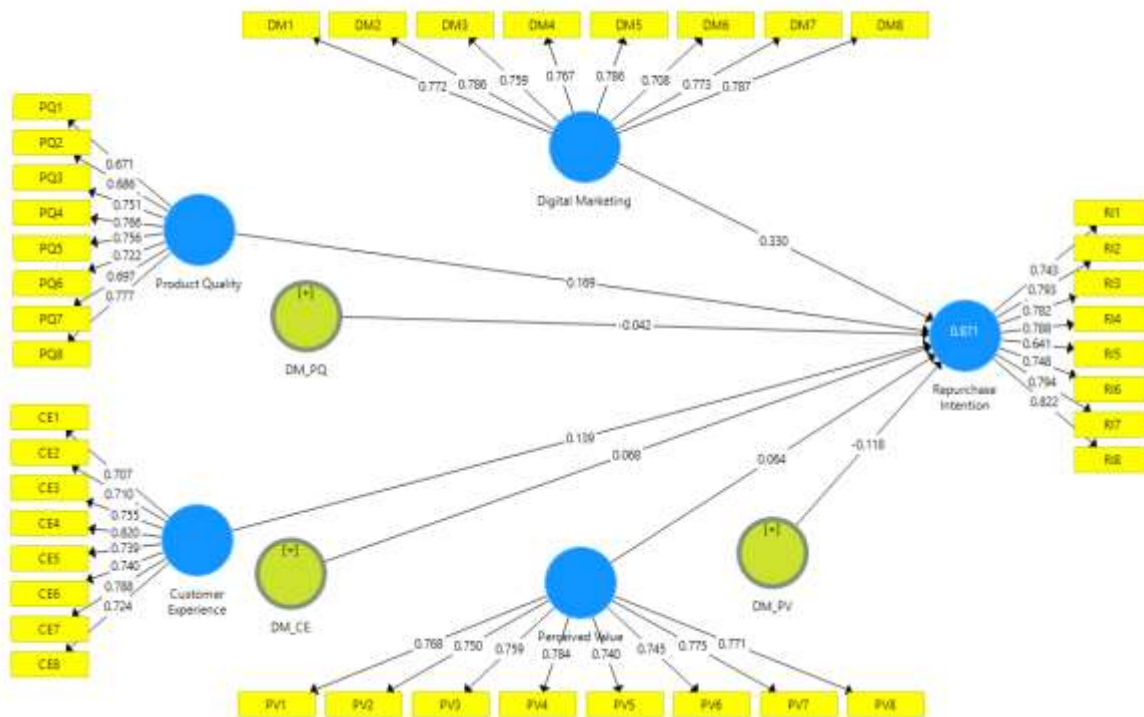 DM1 DM2 DM3 DM4 DM5 DM6 DM7 DM8
0.772 0.786 0.759 0.767 0.786 0.708 0.773 0.787
Digital Marketing
PQ1
PQ2
PQ3
PQ4
PQ5
PQ6
PQ7
PQ8
0.671
0.686
0.751
0.756
0.722
0.697
0.777
Product Quality
[+]
DM_PQ
0.330
0.169
-0.042
RI1
RI2
RI3
RI4
RI5
RI6
RI7
RI8
0.743
0.793
0.782
0.788
0.641
0.748
0.794
0.822
Repurchase
Intention
CE1
CE2
CE3
CE4
CE5
CE6
CE7
CE8
0.707
0.710
0.755
0.820
0.739
0.740
0.788
0.724
Customer
Experience
[+]
DM_CE
0.139
0.068
0.064
-0.118
[+]
DM_PV
Perceived Value
0.768 0.750 0.759 0.784 0.740 0.745 0.775 0.771
PV1 PV2 PV3 PV4 PV5 PV6 PV7 PV8